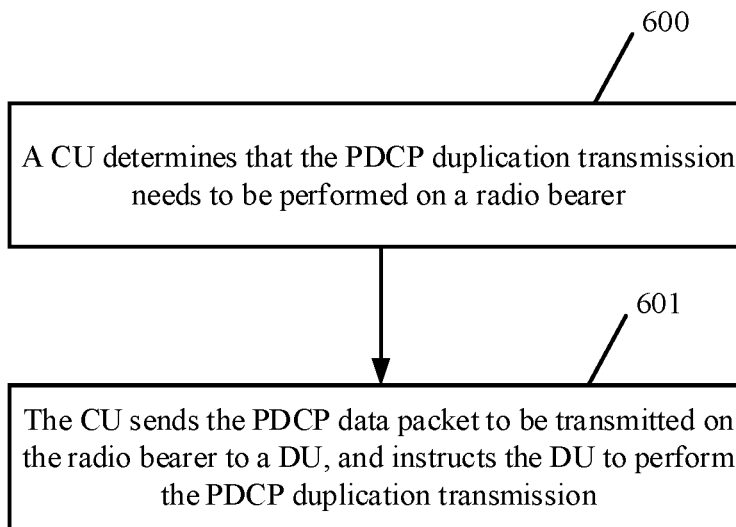 600
A CU determines that the PDCP duplication transmission
needs to be performed on a radio bearer
601
The CU sends the PDCP data packet to be transmitted on
the radio bearer to a DU, and instructs the DU to perform
the PDCP duplication transmission